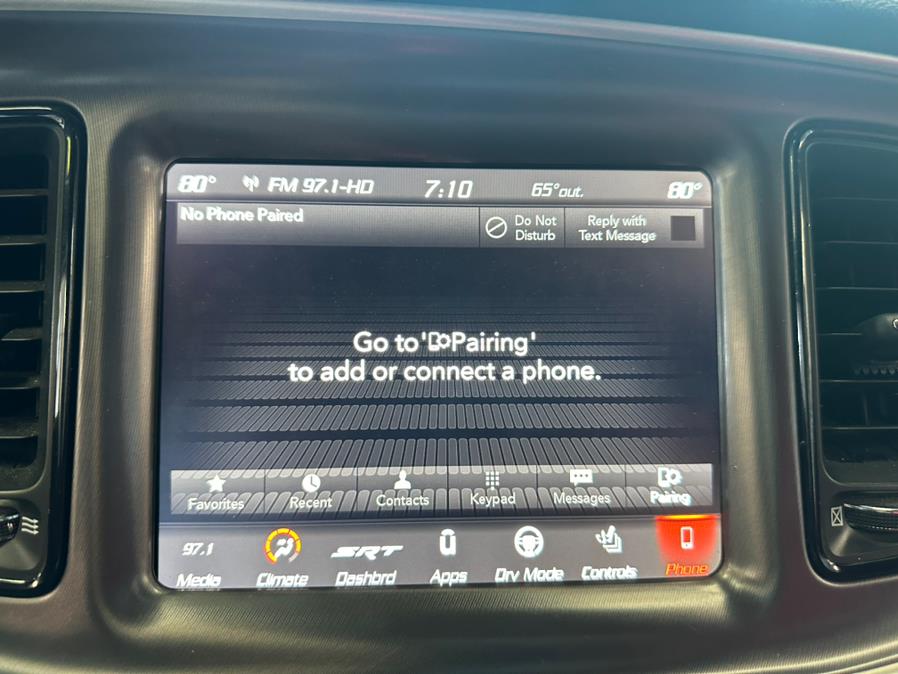 80° FM 97.1-HD 7:10 65°out. 80°
No Phone Paired
Do Not
Disturb
Reply with
Text Message
Go to 'Pairing'
to add or connect a phone.
Favorites Recent Contacts Keypad Messages Pairing
97.1 SRT
Media Climate Dashbrd Apps Drv Mode Controls Phone